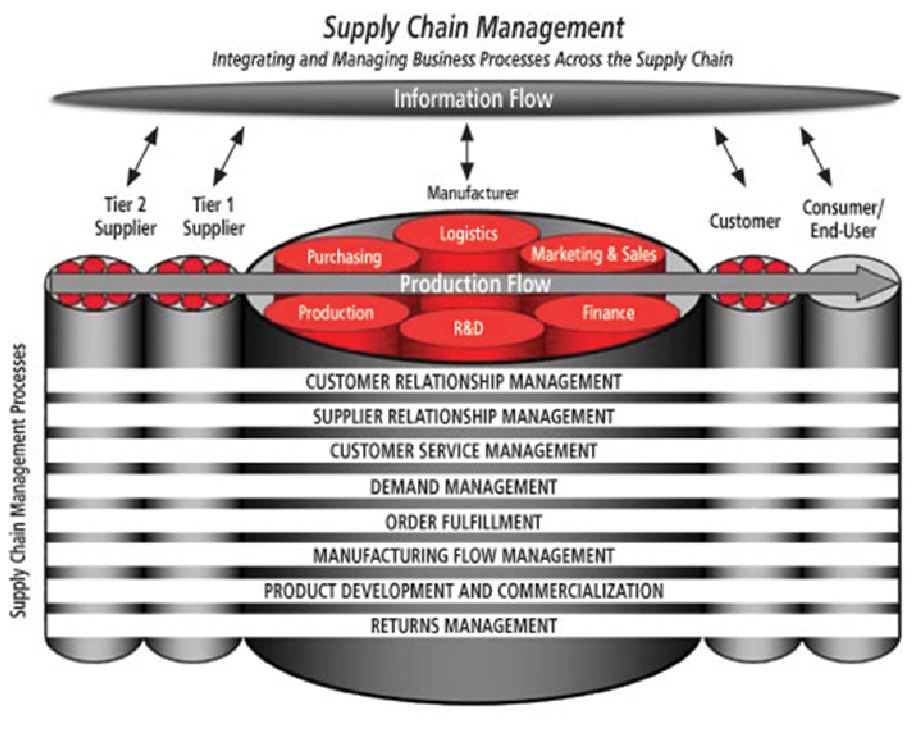 Supply Chain Management
Integrating and Managing Business Processes Across the Supply Chain
Information Flow
Tier 2
Supplier
Tier 1
Supplier
Manufacturer
Customer
Consumer/
End-User
Logistics
Purchasing
Marketing & Sales
Production Flow
Production
R&D
Finance
Supply Chain Management Processes
CUSTOMER RELATIONSHIP MANAGEMENT
SUPPLIER RELATIONSHIP MANAGEMENT
CUSTOMER SERVICE MANAGEMENT
DEMAND MANAGEMENT
ORDER FULFILLMENT
MANUFACTURING FLOW MANAGEMENT
PRODUCT DEVELOPMENT AND COMMERCIALIZATION
RETURNS MANAGEMENT